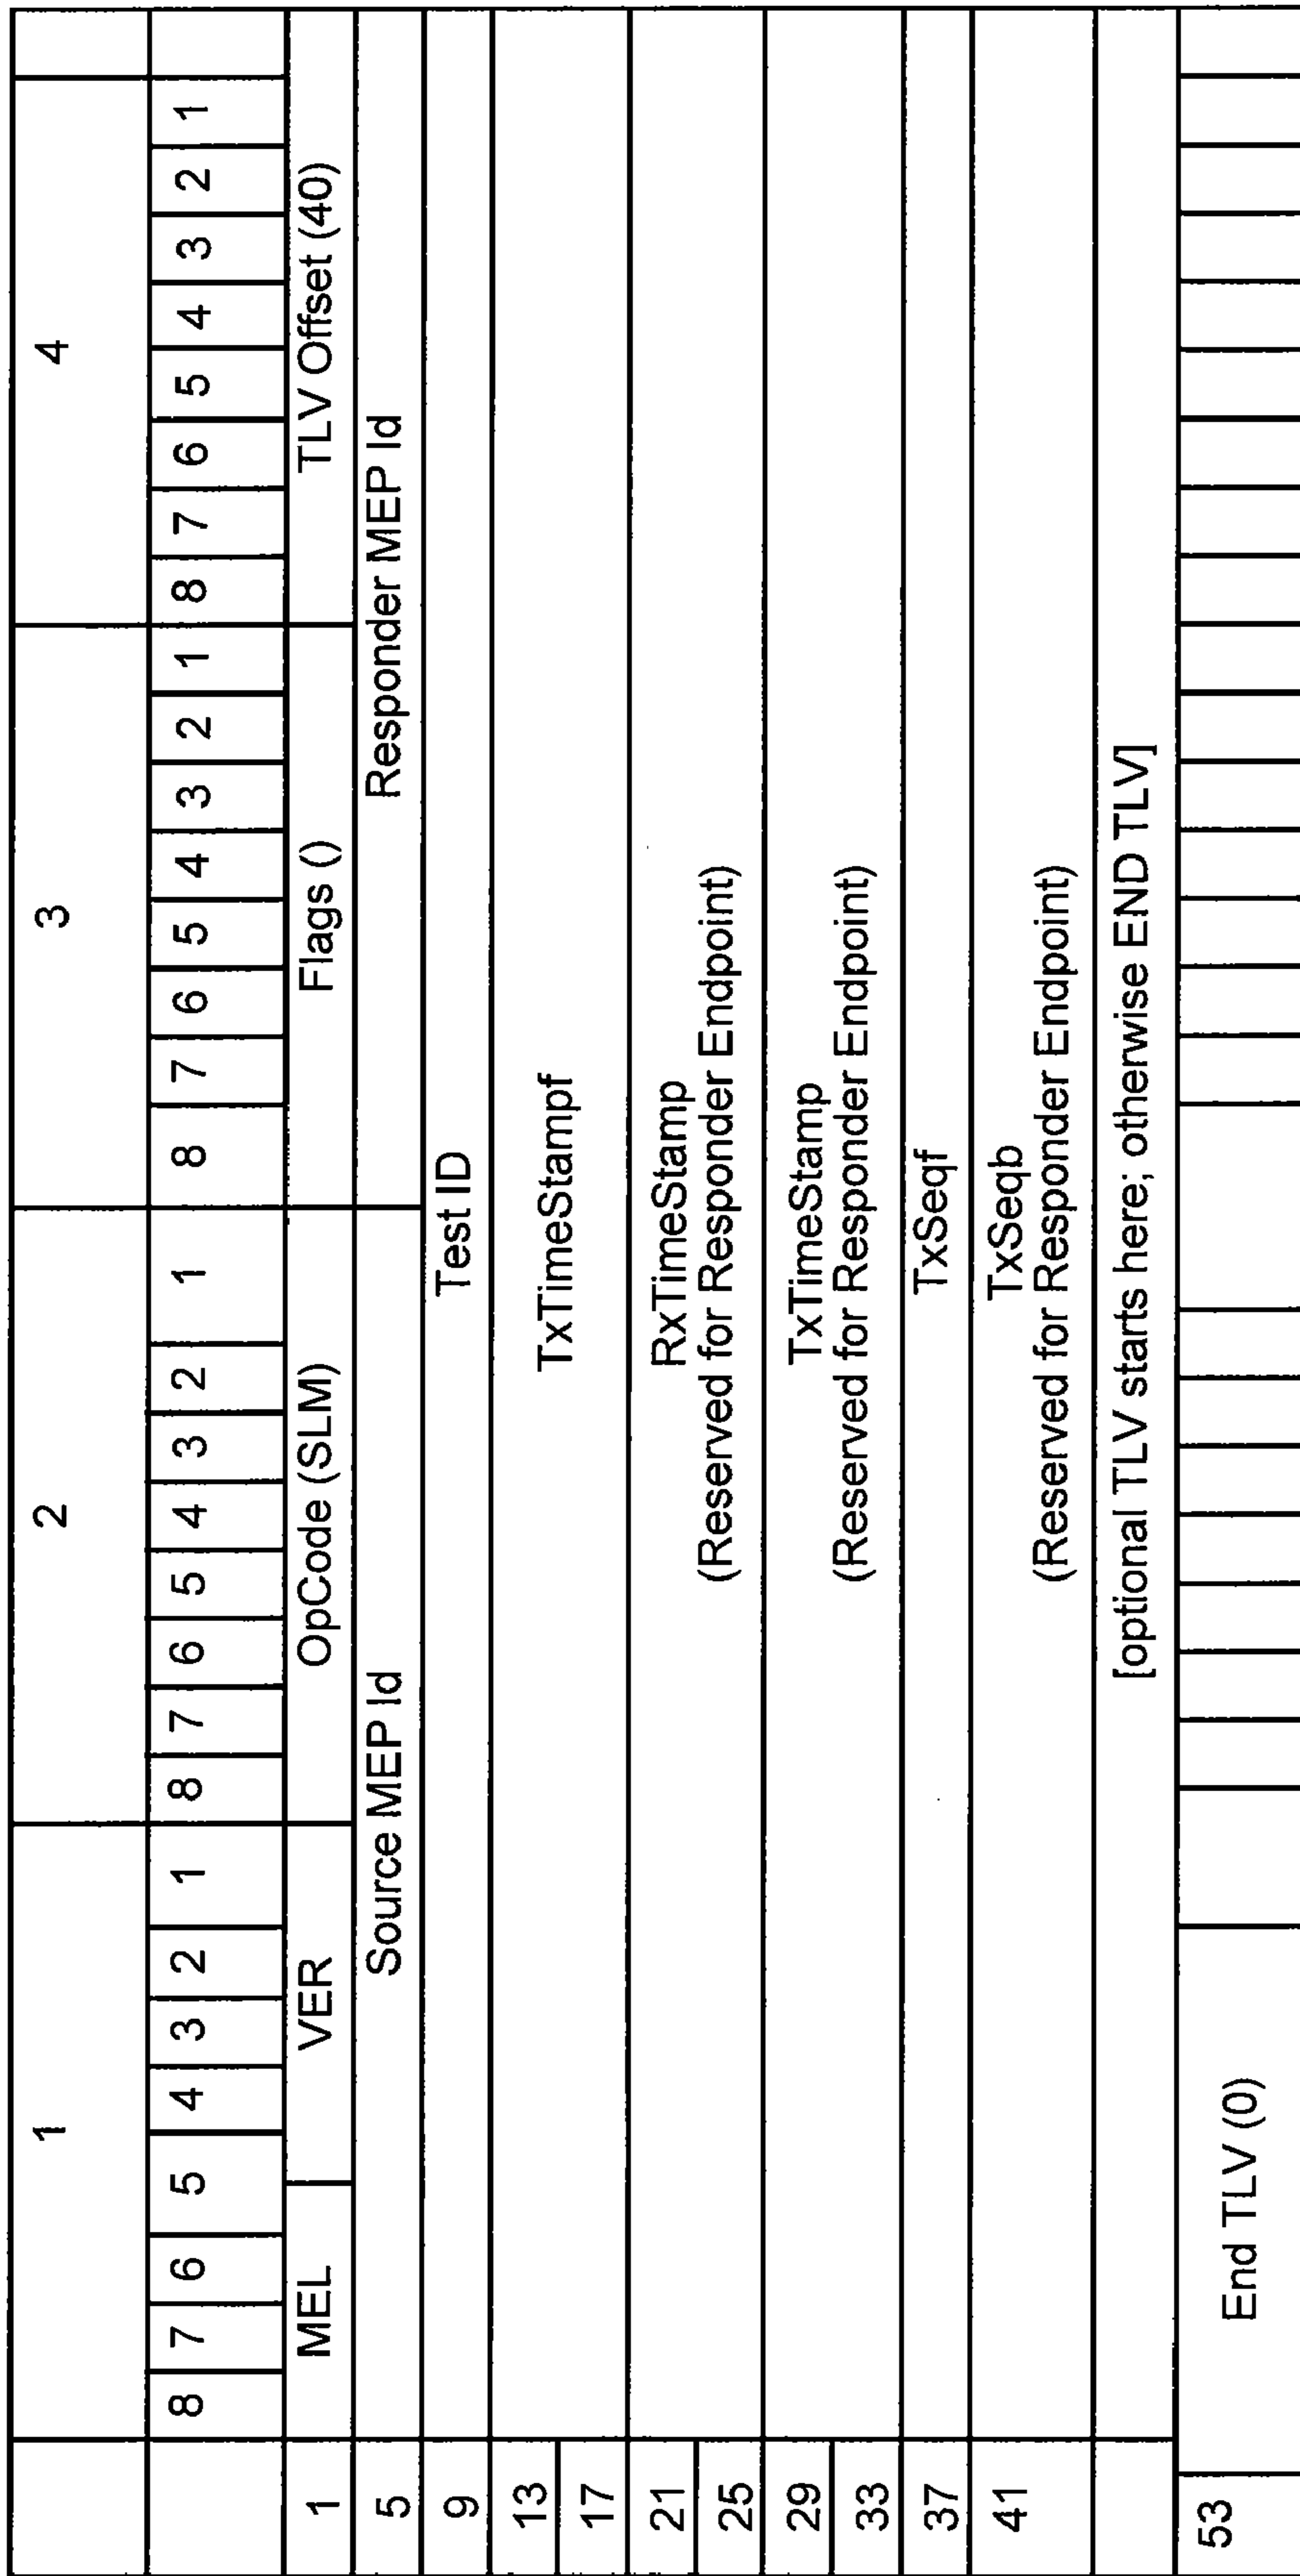 1 2 3 4
8 7 6 5 4 3 2 1 8 7 6 5 4 3 2 1 8 7 6 5 4 3 2 1 8 7 6 5 4 3 2 1
1 MEL VER OpCode (SLM) Flags () TLV Offset (40)
5 Source MEP Id Responder MEP Id
9 Test ID
13 TxTimeStampf
17
21 RxTimeStamp
25 (Reserved for Responder Endpoint)
29 TxTimeStamp
33 (Reserved for Responder Endpoint)
37 TxSeqf
41 TxSeqb
(Reserved for Responder Endpoint)
[optional TLV starts here; otherwise END TLV]
53 End TLV (0)